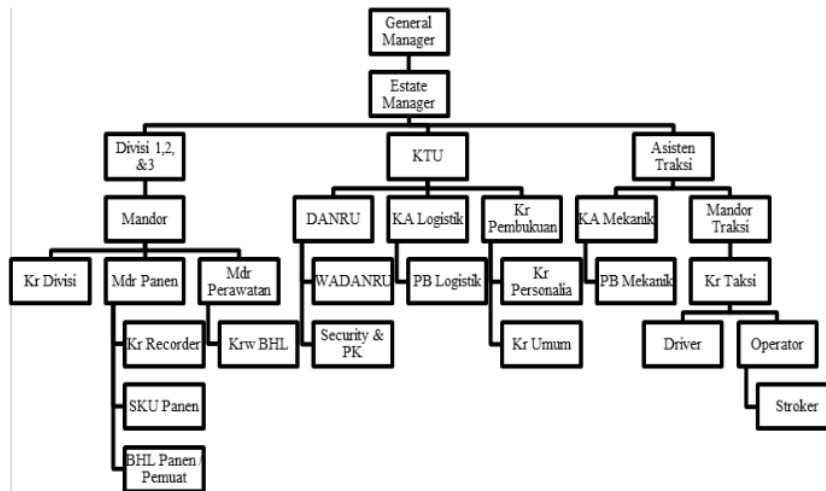 General
Manager
Estate
Manager
Divisi 1,2,
&3
KTU
Asisten
Traksi
Mandor
DANRU
KA Logistik
Kr
Pembukuan
KA Mekanik
Mandor
Traksi
Kr Divisi
Mdr Panen
Mdr
Perawatan
WADANRU
PB Logistik
Kr
Personalia
PB Mekanik
Kr Taksi
Kr Recorder
Krw BHL
Security &
PK
Kr Umum
Driver
Operator
SKU Panen
Stroker
BHL Panen /
Pemuat